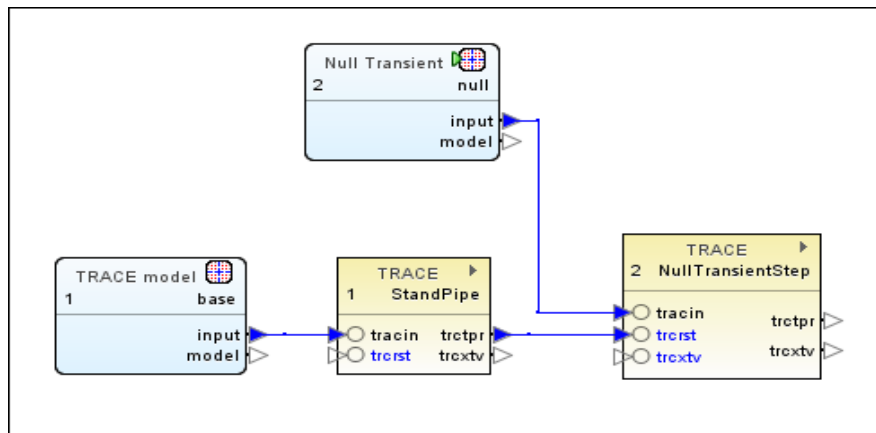 Null Transient
2 null
input
model
TRACE model
1 base
input
model
TRACE
1 StandPipe
tracin trctpr
trcrst trcxtv
TRACE
2 NullTransientStep
tracin
trctpr
trcrst
trcxtv
trcxtv